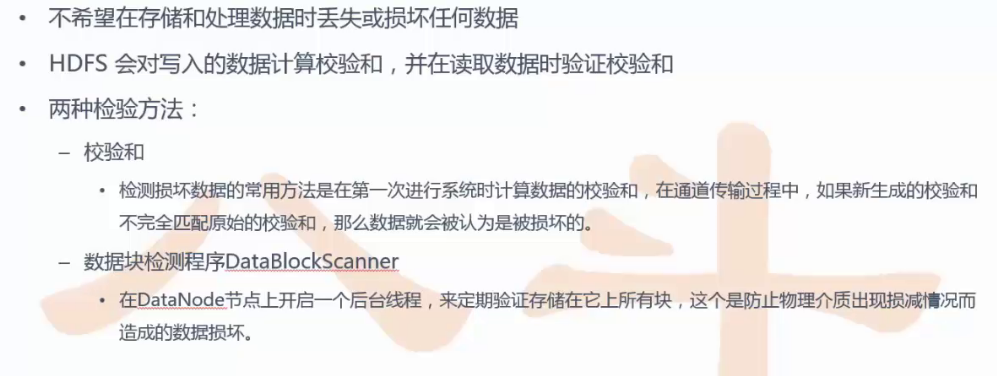 • 不希望在存储和处理数据时丢失或损坏任何数据
• HDFS 会对写入的数据计算校验和，并在读取数据时验证校验和
• 两种检验方法：
– 校验和
• 检测损坏数据的常用方法是在第一次进行系统时计算数据的校验和，在通道传输过程中，如果新生成的校验和
不完全匹配原始的校验和，那么数据就会被认为是被损坏的。
– 数据块检测程序DataBlockScanner
• 在DataNode节点上开启一个后台线程，来定期验证存储在它上所有块，这个是防止物理介质出现损减情况而
造成的数据损坏。
八斗